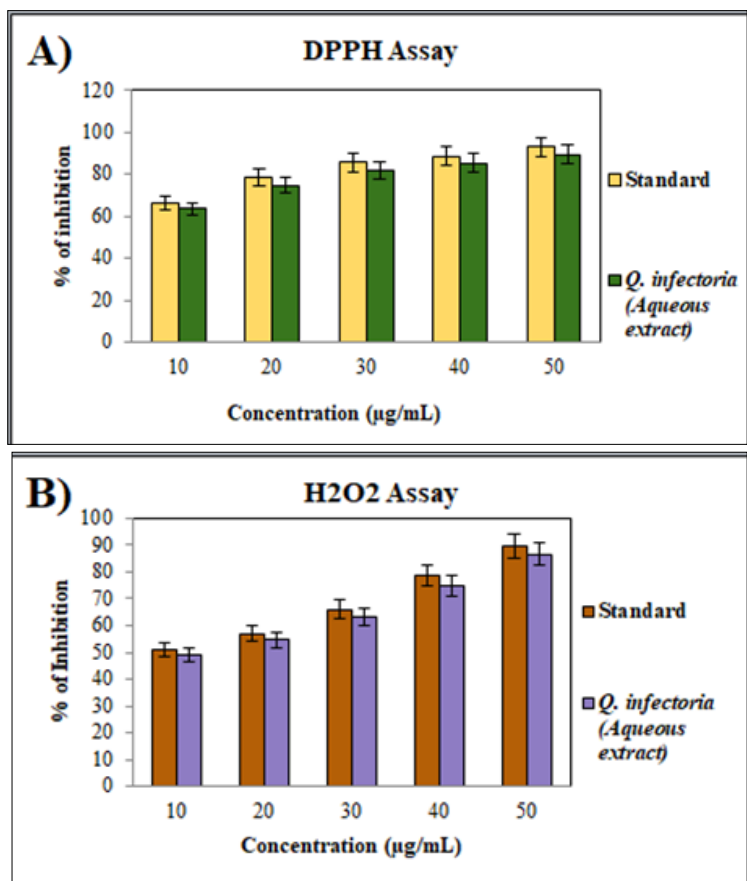 A)
DPPH Assay
120
100
80
60
40
20
0
% of inhibition
10 20 30 40 50
Concentration (µg/mL)
Standard
Q. infectoria
(Aqueous
extract)
B)
H2O2 Assay
100
90
80
70
60
50
40
30
20
10
0
% of Inhibition
10 20 30 40 50
Concentration (µg/mL)
Standard
Q. infectoria
(Aqueous
extract)